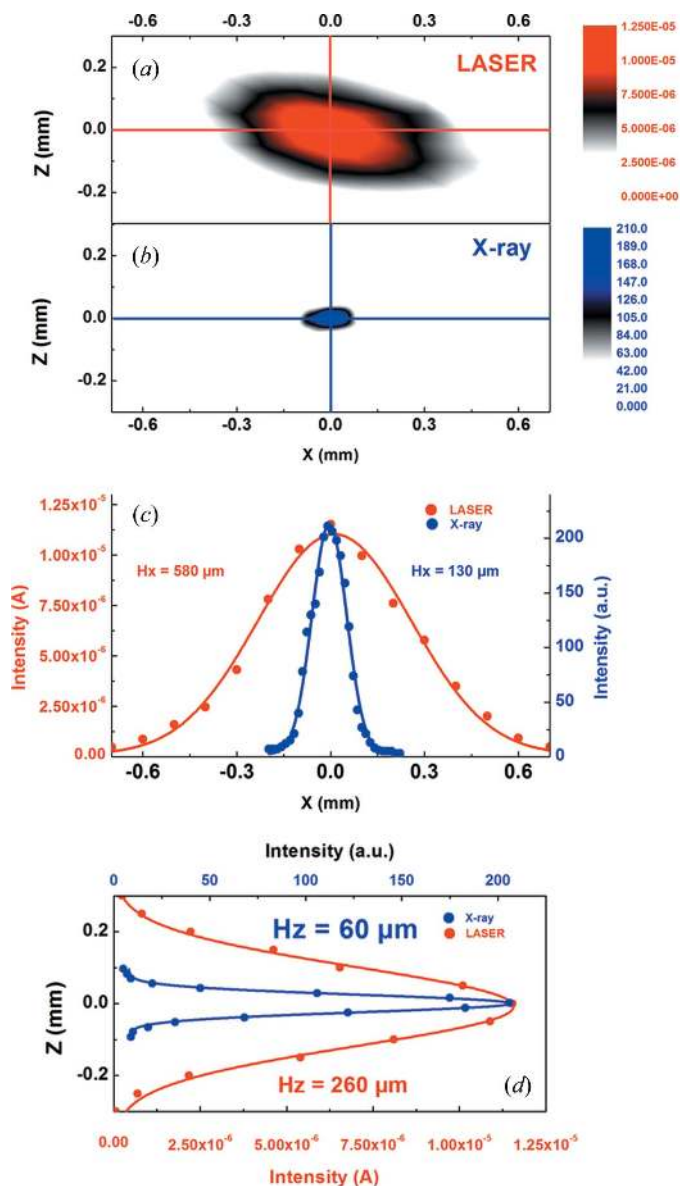 -0.6 -0.3 0.0 0.3 0.6
(a)
LASER
0.2
0.0
-0.2
Z (mm)
1.250E-05
1.000E-05
7.500E-06
5.000E-06
2.500E-06
0.000E+00
(b)
X-ray
0.2
0.0
-0.2
Z (mm)
210.0
189.0
168.0
147.0
126.0
105.0
84.00
63.00
42.00
21.00
0.000
-0.6 -0.3 0.0 0.3 0.6
X (mm)
(c)
LASER
X-ray
Hx = 580 µm
Hx = 130 µm
1.25x10⁻⁵
1.00x10⁻⁵
7.50x10⁻⁶
5.00x10⁻⁶
2.50x10⁻⁶
0.00
Intensity (A)
200
150
100
50
0
Intensity (a.u.)
-0.6 -0.3 0.0 0.3 0.6
X (mm)
Intensity (a.u.)
0 50 100 150 200
Hz = 60 µm
X-ray
LASER
0.2
0.0
-0.2
Z (mm)
Hz = 260 µm
(d)
0.00 2.50x10⁻⁶ 5.00x10⁻⁶ 7.50x10⁻⁶ 1.00x10⁻⁵ 1.25x10⁻⁵
Intensity (A)